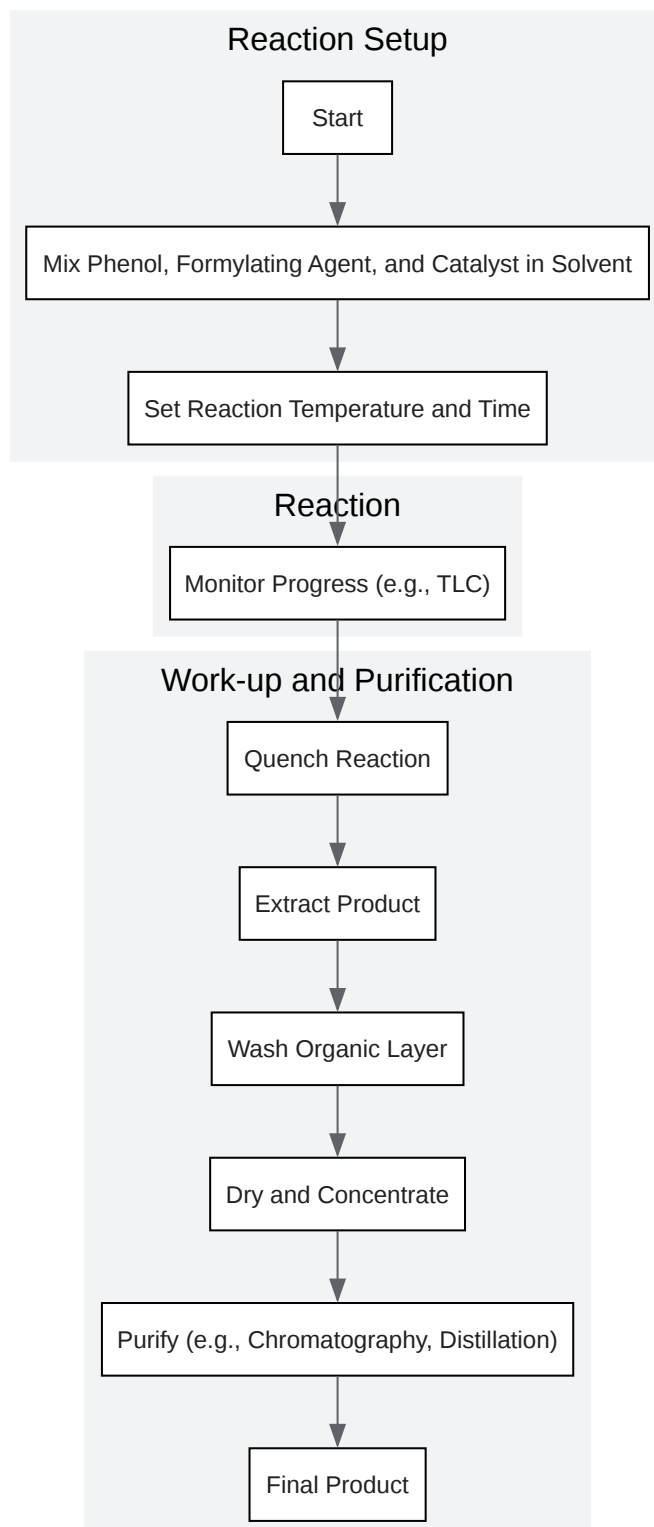 Reaction Setup
Start
Mix Phenol, Formylating Agent, and Catalyst in Solvent
Set Reaction Temperature and Time
Reaction
Monitor Progress (e.g., TLC)
Work-up and Purification
Quench Reaction
Extract Product
Wash Organic Layer
Dry and Concentrate
Purify (e.g., Chromatography, Distillation)
Final Product